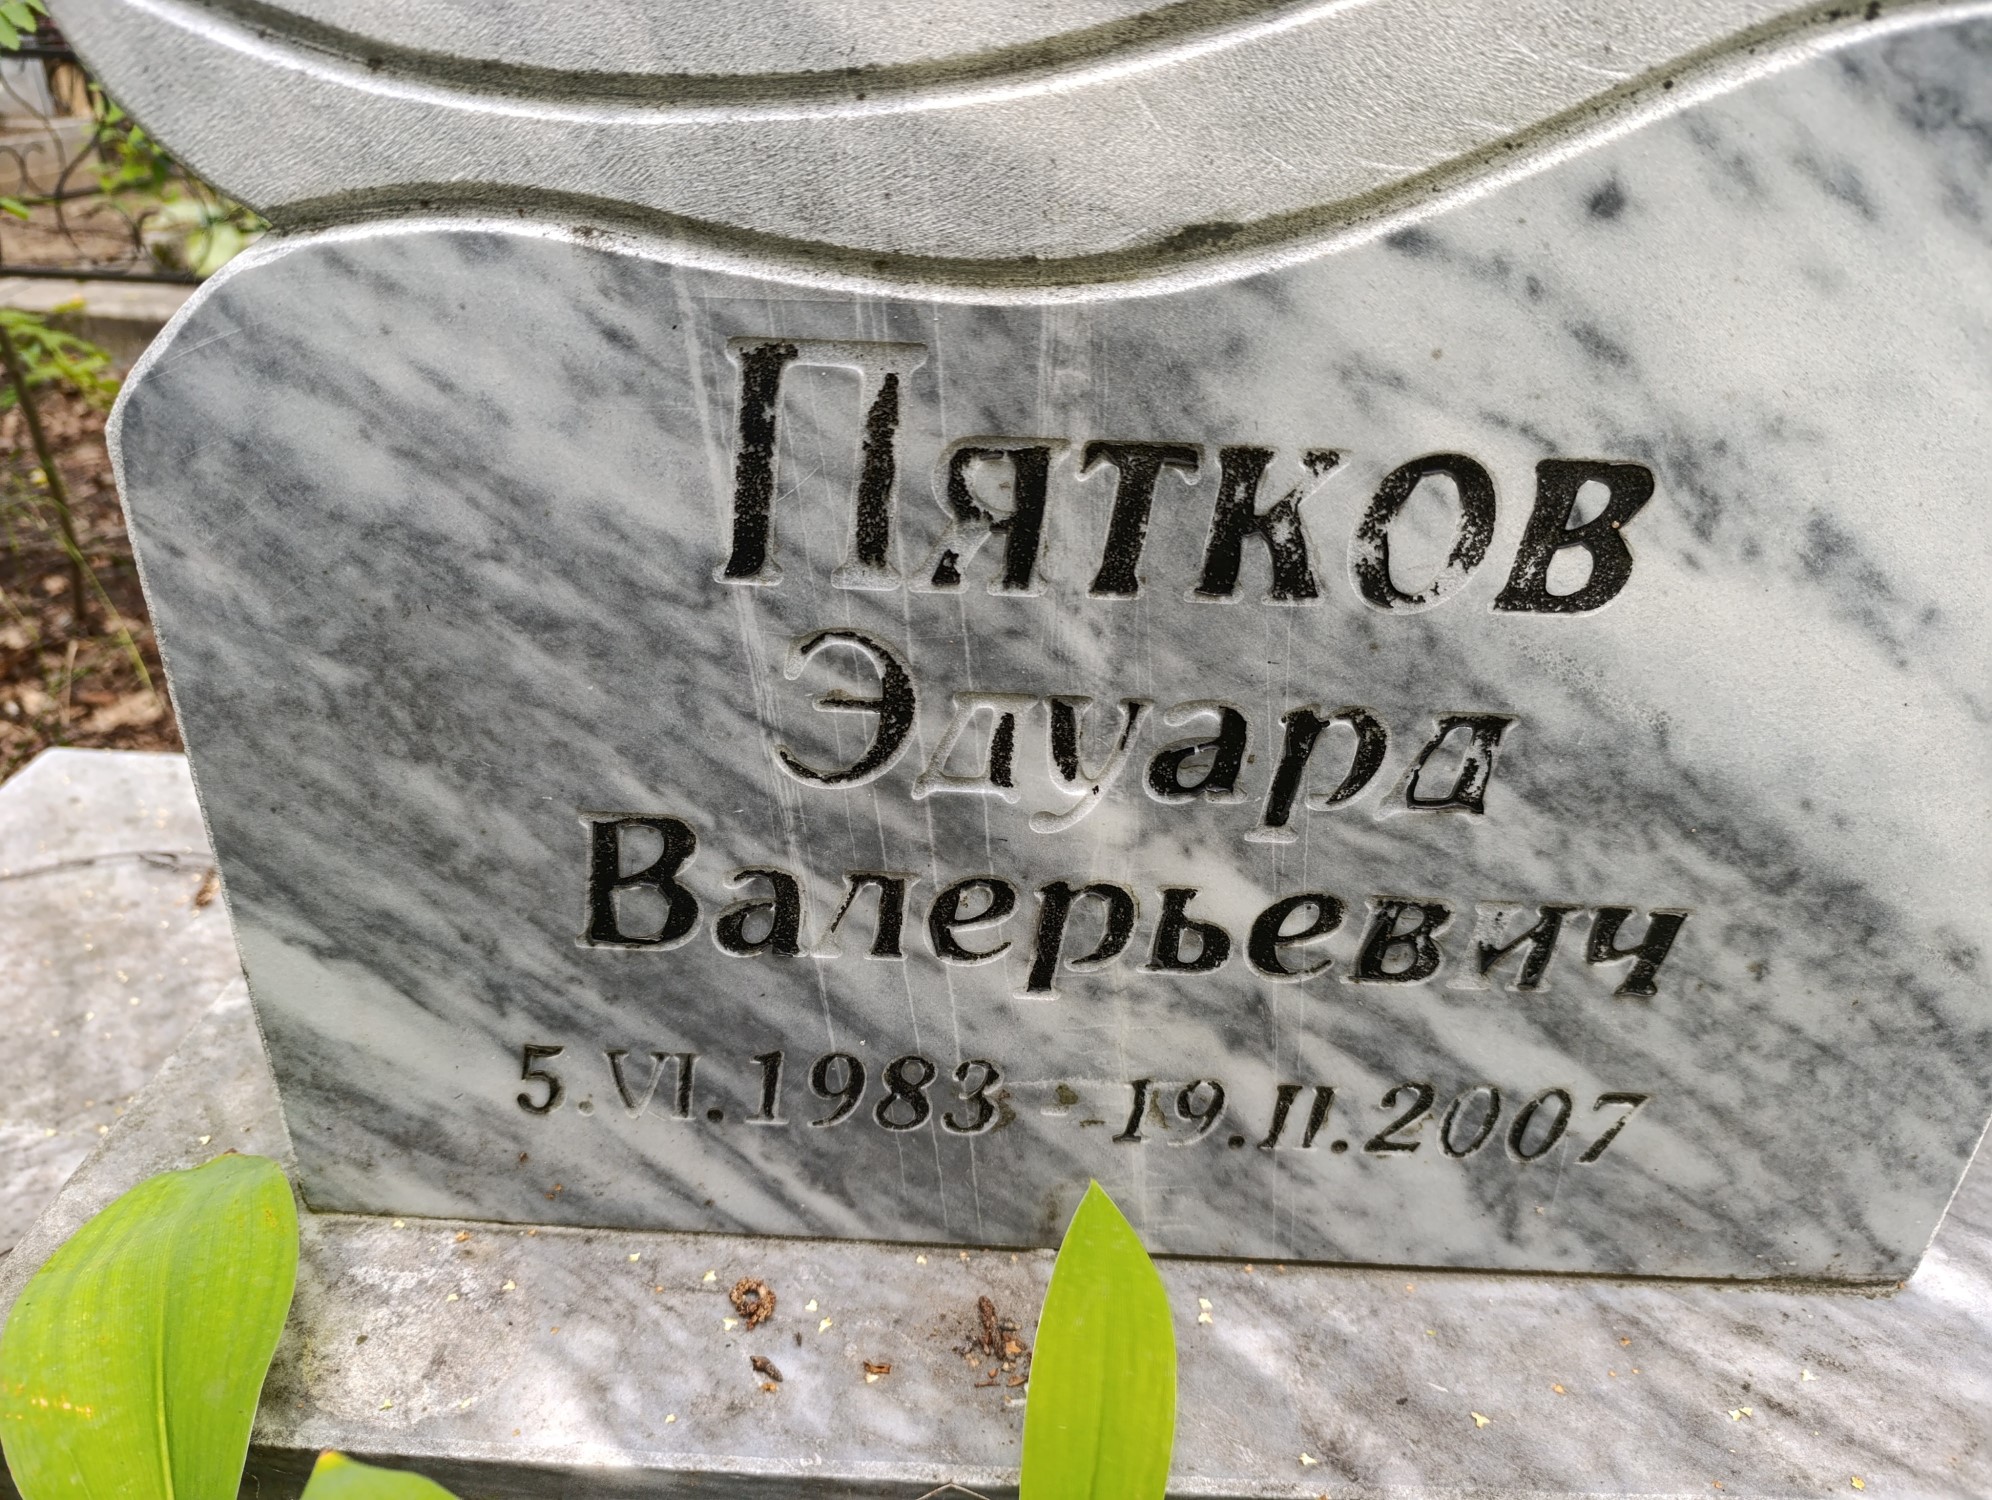 Пятков
Эдуард
Валерьевич
5.VI.1983 - 19.II.2007